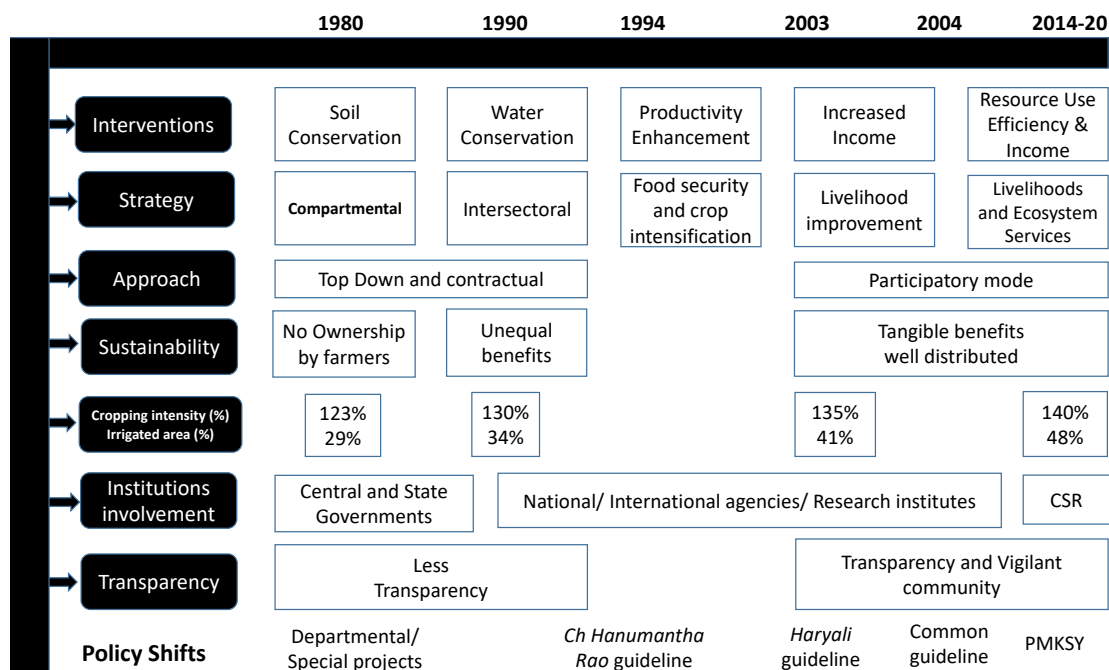 1980 1990 1994 2003 2004 2014-20
Interventions
Soil
Conservation
Water
Conservation
Productivity
Enhancement
Increased
Income
Resource Use
Efficiency &
Income
Strategy
Compartmental
Intersectoral
Food security
and crop
intensification
Livelihood
improvement
Livelihoods
and Ecosystem
Services
Approach
Top Down and contractual
Participatory mode
Sustainability
No Ownership
by farmers
Unequal
benefits
Tangible benefits
well distributed
Cropping intensity (%)
Irrigated area (%)
123%
29%
130%
34%
135%
41%
140%
48%
Institutions
involvement
Central and State
Governments
National/ International agencies/ Research institutes
CSR
Transparency
Less
Transparency
Transparency and Vigilant
community
Policy Shifts
Departmental/
Special projects
Ch Hanumantha
Rao guideline
Haryali
guideline
Common
guideline
PMKSY